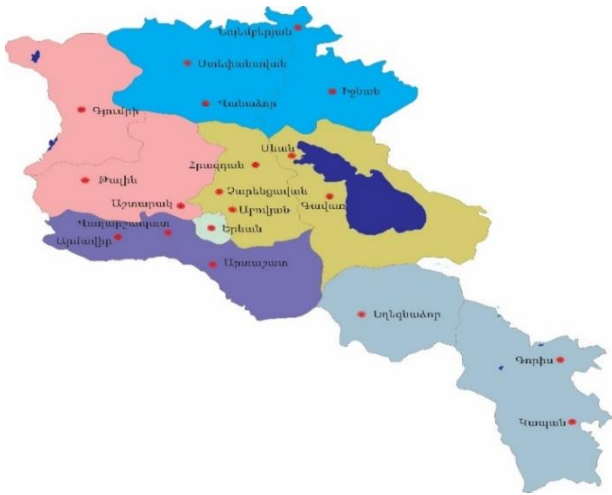 Նոյեմբերյան
Ստեփանավան
Իջևան
Վանաձոր
Գյումրի
Սևան
Հրազդան
Թալին
Չարենցավան
Գավառ
Աշտարակ
Աբովյան
Վաղարշապատ
Երևան
Արմավիր
Արտաշատ
Եղեգնաձոր
Գորիս
Կապան